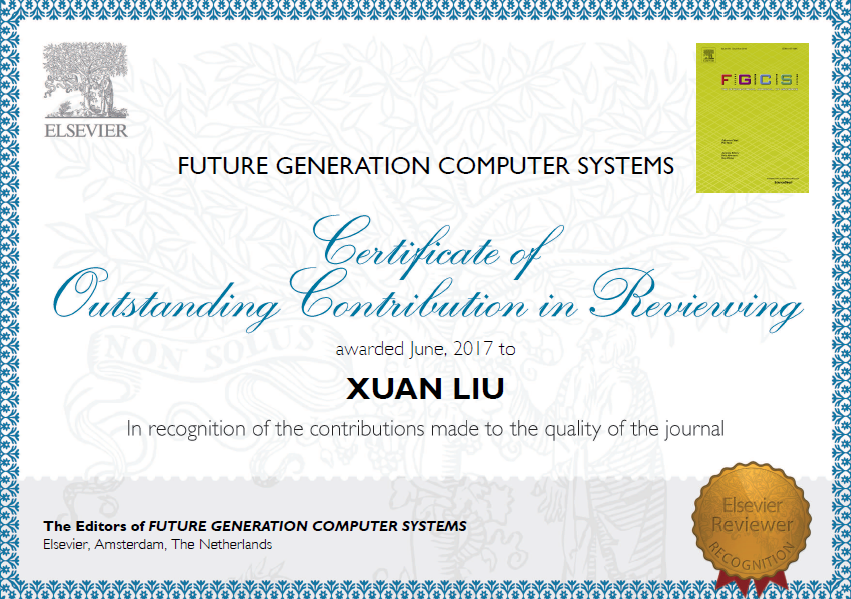 ELSEVIER
FGCS
FUTURE GENERATION COMPUTER SYSTEMS
Certificate of
Outstanding Contribution in Reviewing
NON SOLUS
awarded June, 2017 to
XUAN LIU
In recognition of the contributions made to the quality of the journal
The Editors of FUTURE GENERATION COMPUTER SYSTEMS
Elsevier, Amsterdam, The Netherlands
Elsevier
Reviewer
RECOGNITION